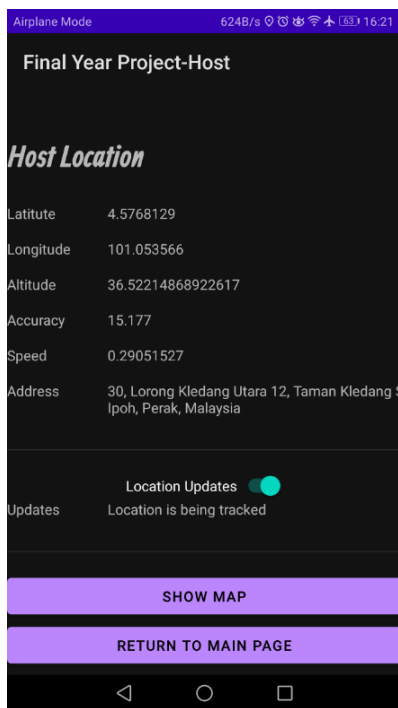 Airplane Mode 624B/s 63 16:21
Final Year Project-Host
Host Location
Latitute 4.5768129
Longitude 101.053566
Altitude 36.52214868922617
Accuracy 15.177
Speed 0.29051527
Address 30, Lorong Kledang Utara 12, Taman Kledang
Ipoh, Perak, Malaysia
Location Updates
Updates Location is being tracked
SHOW MAP
RETURN TO MAIN PAGE